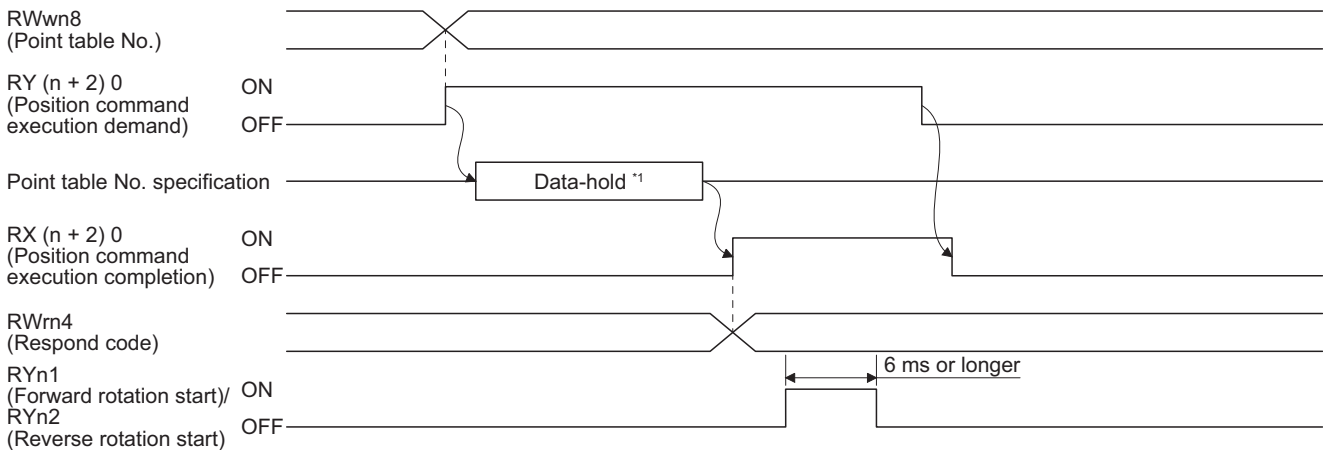 RWwn8
(Point table No.)
RY (n + 2) 0
(Position command
execution demand)
ON
OFF
Point table No. specification
Data-hold *1
RX (n + 2) 0
(Position command
execution completion)
ON
OFF
RWrn4
(Respond code)
RYn1
(Forward rotation start)/
RYn2
(Reverse rotation start)
ON
OFF
6 ms or longer